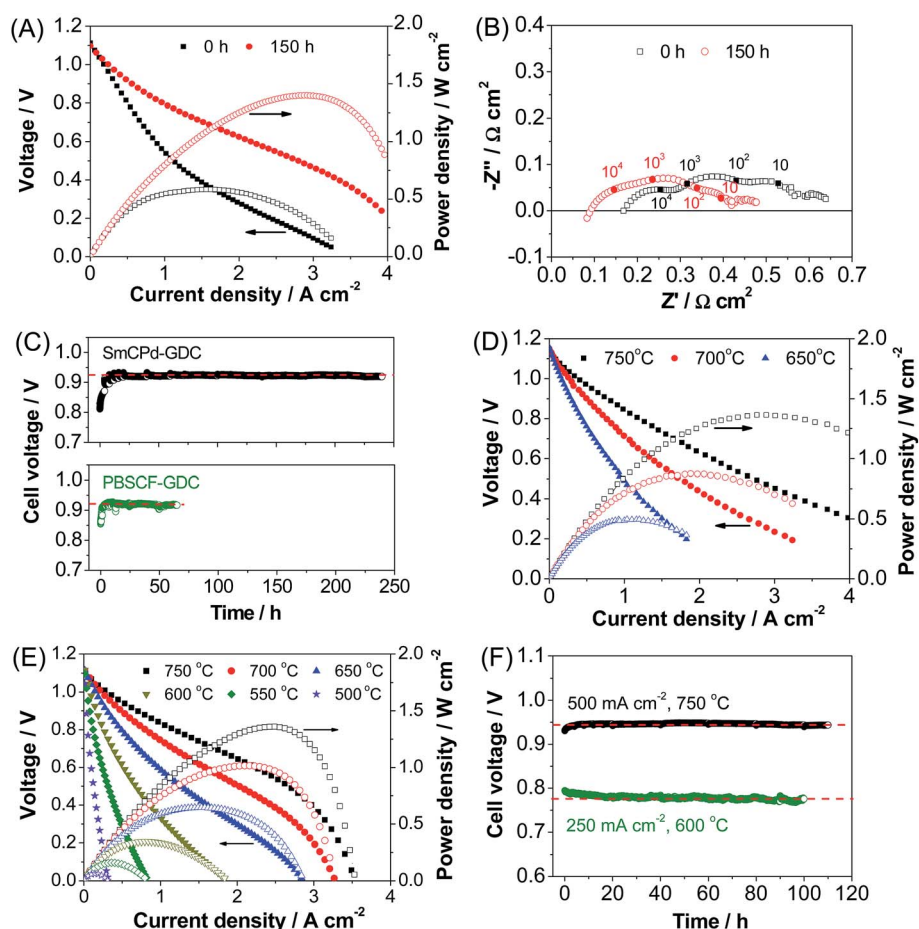 (A)
0 h 150 h
Voltage / V
1.2
1.0
0.8
0.6
0.4
0.2
0.0
2.0
1.5
1.0
0.5
0.0
Power density / W cm-2
0 1 2 3 4
Current density / A cm-2
(B)
0 h 150 h
-Z'' / Ω cm2
0.4
0.3
0.2
0.1
0.0
-0.1
104 103 103 102 10
104 102 10
0.0 0.1 0.2 0.3 0.4 0.5 0.6 0.7
Z' / Ω cm2
(C)
SmCPd-GDC
PBSCF-GDC
Cell voltage / V
1.0
0.9
0.8
0.7
1.0
0.9
0.8
0.7
0 50 100 150 200 250
Time / h
(D)
750°C 700°C 650°C
Voltage / V
1.2
1.0
0.8
0.6
0.4
0.2
0.0
2.0
1.5
1.0
0.5
0.0
Power density / W cm-2
0 1 2 3 4
Current density / A cm-2
(E)
750 °C 700 °C 650 °C
600°C 550°C 500°C
Voltage / V
1.2
1.0
0.8
0.6
0.4
0.2
0.0
2.0
1.5
1.0
0.5
0.0
Power density / W cm-2
0 1 2 3 4
Current density / A cm-2
(F)
500 mA cm-2, 750 °C
250 mA cm-2, 600 °C
Cell voltage / V
1.1
1.0
0.9
0.8
0.7
0.6
0 20 40 60 80 100 120
Time / h